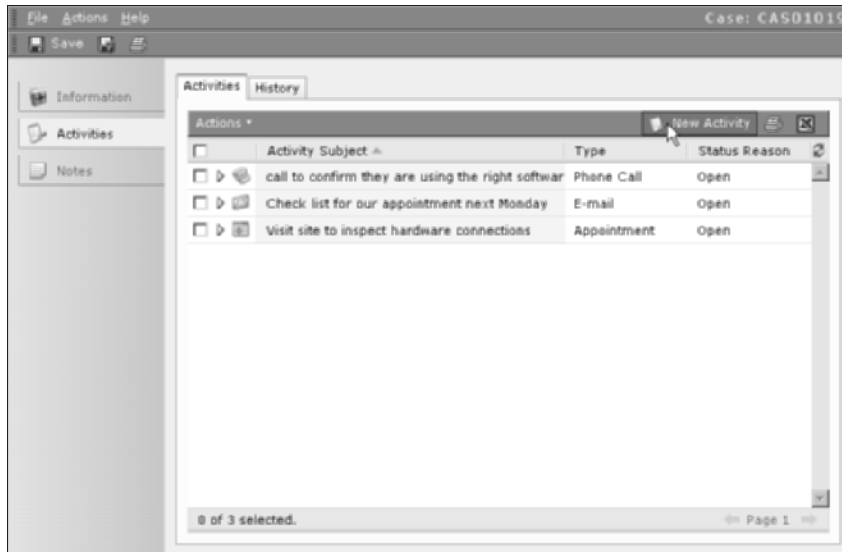 File Actions Help Case: CAS01019
Save
Information
Activities
Notes
Activities History
Actions New Activity
Activity Subject Type Status Reason
call to confirm they are using the right softwar Phone Call Open
Check list for our appointment next Monday E-mail Open
Visit site to inspect hardware connections Appointment Open
0 of 3 selected. Page 1